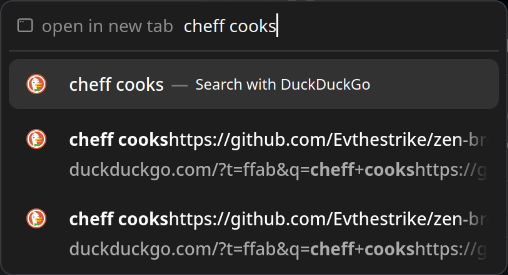 open in new tab cheff cooks
cheff cooks — Search with DuckDuckGo
cheff cookshttps://github.com/Evthestrike/zen-br
duckduckgo.com/?t=ffab&q=cheff+cookshttps://g
cheff cookshttps://github.com/Evthestrike/zen-br
duckduckgo.com/?t=ffab&q=cheff+cookshttps://g